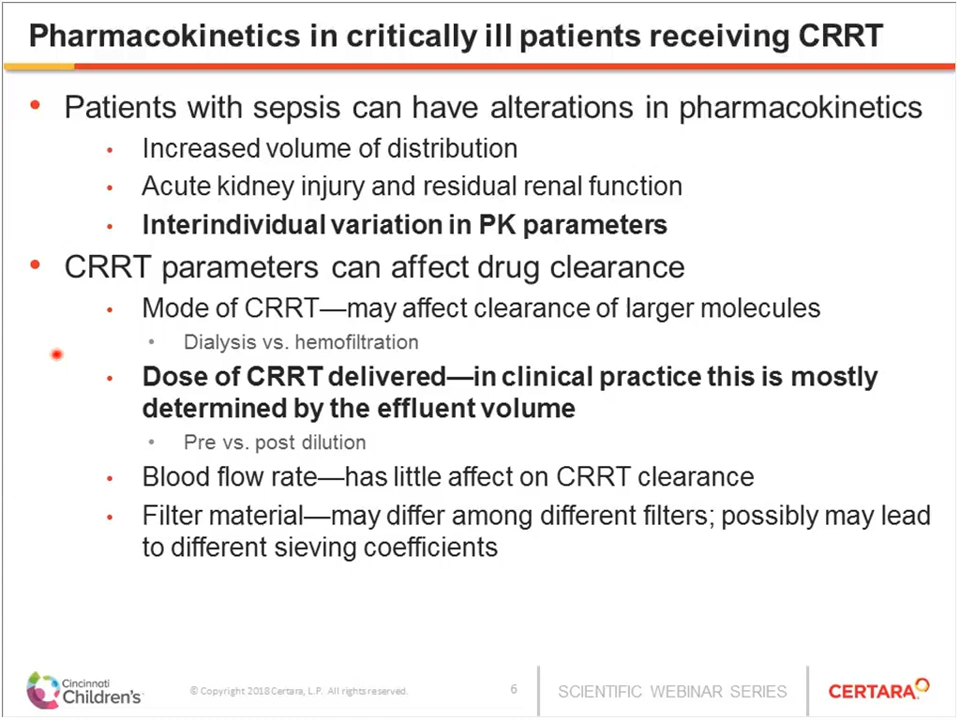 Pharmacokinetics in critically ill patients receiving CRRT
• Patients with sepsis can have alterations in pharmacokinetics
• Increased volume of distribution
• Acute kidney injury and residual renal function
• Interindividual variation in PK parameters
• CRRT parameters can affect drug clearance
• Mode of CRRT—may affect clearance of larger molecules
• Dialysis vs. hemofiltration
• Dose of CRRT delivered—in clinical practice this is mostly
determined by the effluent volume
• Pre vs. post dilution
• Blood flow rate—has little affect on CRRT clearance
• Filter material—may differ among different filters; possibly may lead
to different sieving coefficients
Cincinnati
Children's
© Copyright 2018 Certara, L.P. All rights reserved.
6
SCIENTIFIC WEBINAR SERIES
CERTARA